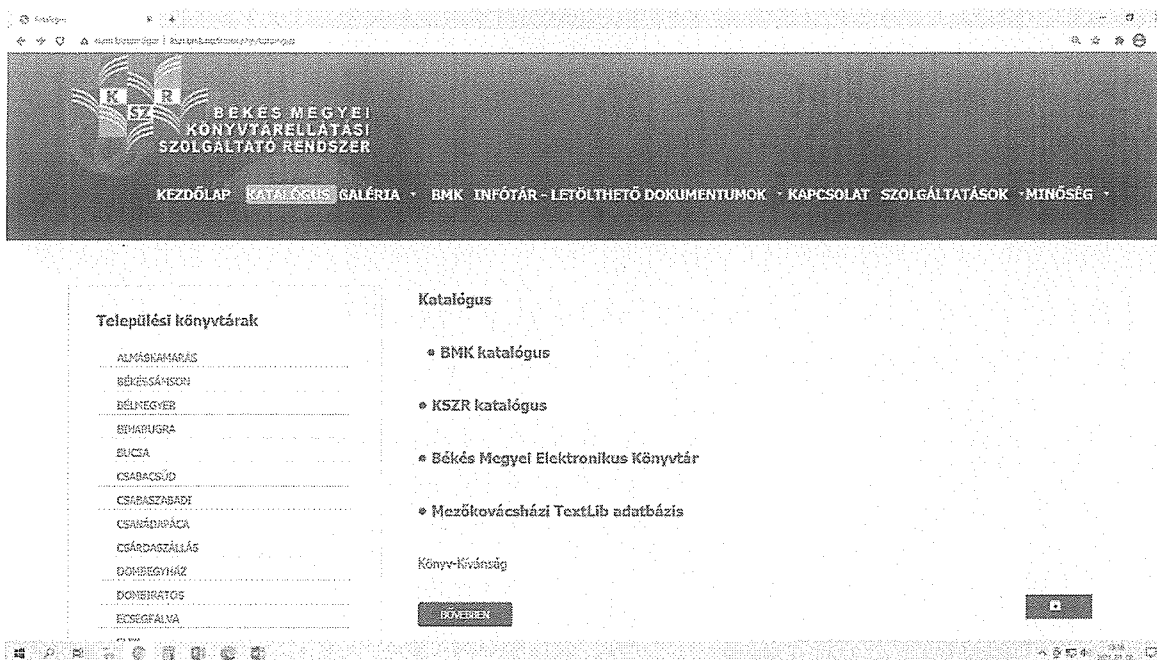 Katalógus
K R
SZ
BÉKÉS MEGYEI
KÖNYVTÁRELLÁTÁSI
SZOLGÁLTATÓ RENDSZER
KEZDŐLAP KATALÓGUS GALÉRIA BMK INFÓTÁR - LETÖLTHETŐ DOKUMENTUMOK KAPCSOLAT SZOLGÁLTATÁSOK MINŐSÉG
Települési könyvtárak
ALMÁSKAMARÁS
BÉKÉSSÁMSON
BÉLMEGYER
BIHARUGRA
BUCSA
CSABACSŰD
CSABASZABADI
CSANÁDAPÁCA
CSÁRDASZÁLLÁS
DOMBEGYHÁZ
DOMBIRATOS
ECSEGFALVA
Katalógus
• BMK katalógus
• KSZR katalógus
• Békés Megyei Elektronikus Könyvtár
• Mezőkovácsházi TextLib adatbázis
Könyv-Kívánság
BŐVEBBEN